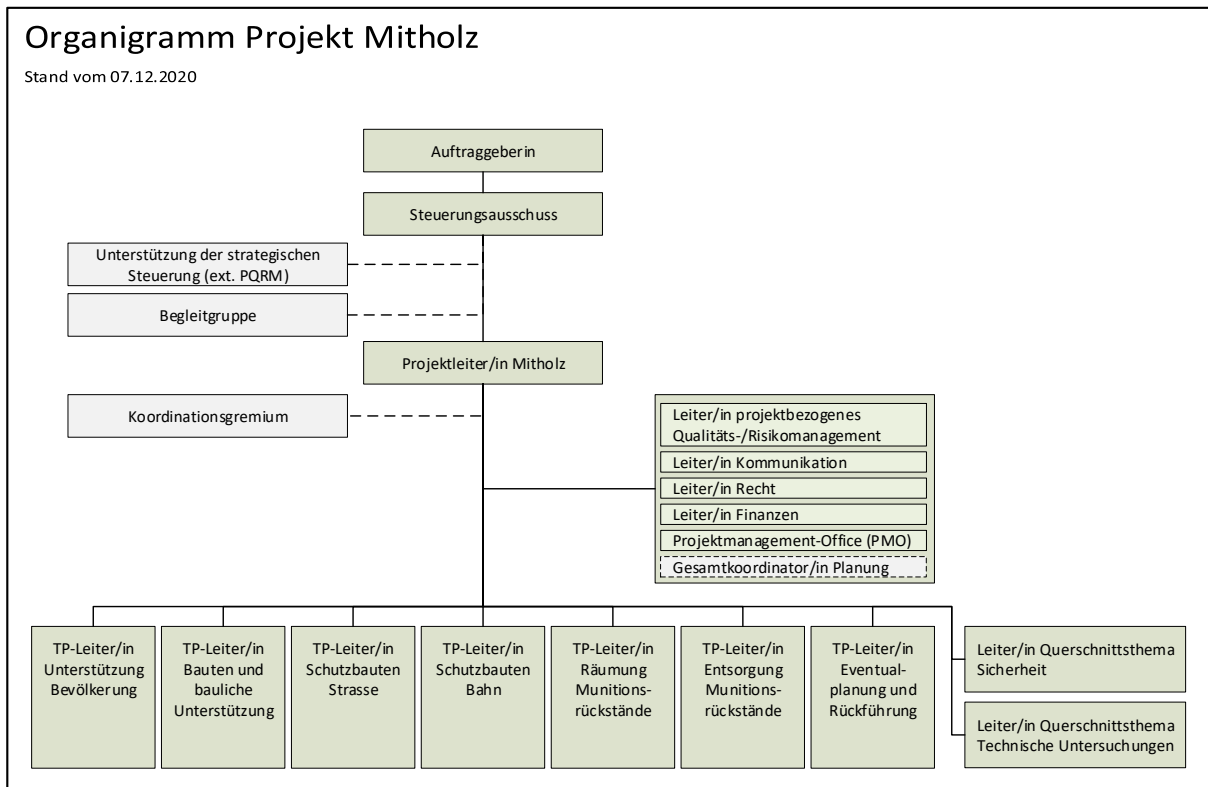 Organigramm Projekt Mitholz
Stand vom 07.12.2020
Auftraggeberin
Steuerungsausschuss
Unterstützung der strategischen
Steuerung (ext. PQRM)
Begleitgruppe
Projektleiter/in Mitholz
Koordinationsgremium
Leiter/in projektbezogenes
Qualitäts-/Risikomanagement
Leiter/in Kommunikation
Leiter/in Recht
Leiter/in Finanzen
Projektmanagement-Office (PMO)
Gesamtkoordinator/in Planung
TP-Leiter/in
Unterstützung
Bevölkerung
TP-Leiter/in
Bauten und
bauliche
Unterstützung
TP-Leiter/in
Schutzbauten
Strasse
TP-Leiter/in
Schutzbauten
Bahn
TP-Leiter/in
Räumung
Munitions-
rückstände
TP-Leiter/in
Entsorgung
Munitions-
rückstände
TP-Leiter/in
Eventual-
planung und
Rückführung
Leiter/in Querschnittsthema
Sicherheit
Leiter/in Querschnittsthema
Technische Untersuchungen